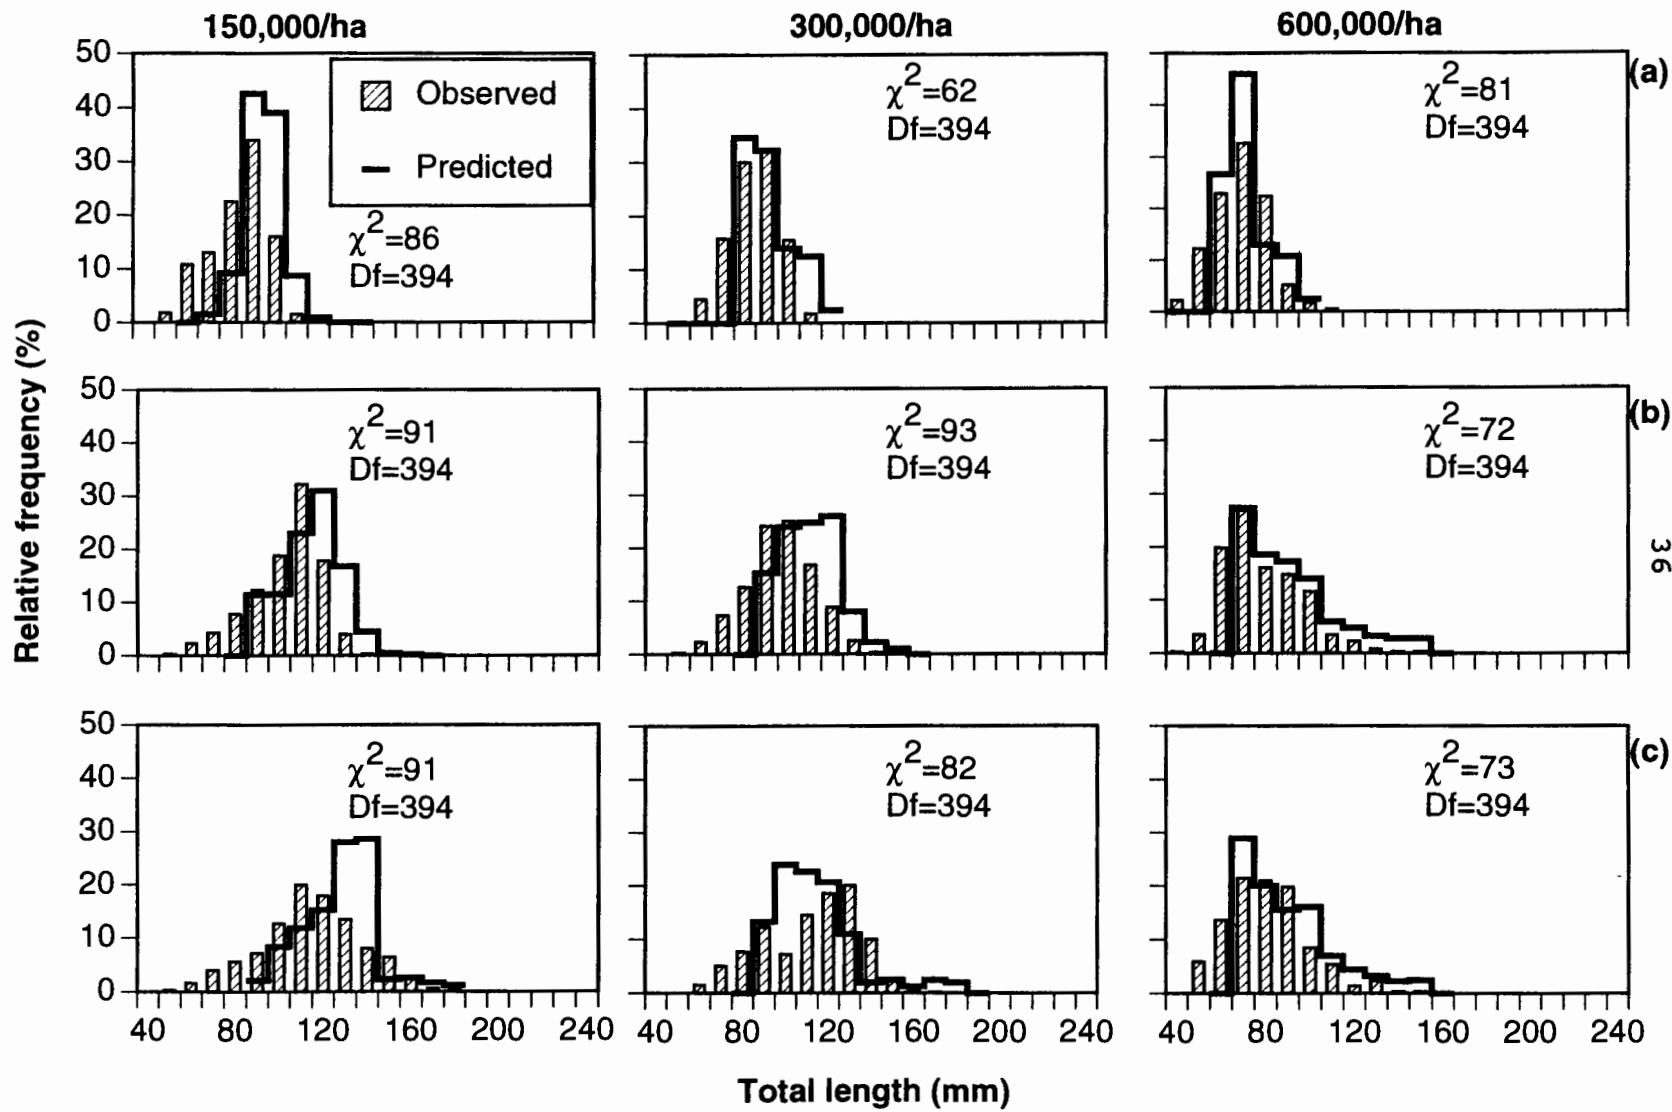 150,000/ha 300,000/ha 600,000/ha
(a)
50
40
30
20
10
0
Observed
Predicted
χ2=86
Df=394
χ2=62
Df=394
χ2=81
Df=394
(b)
50
40
30
20
10
0
χ2=91
Df=394
χ2=93
Df=394
χ2=72
Df=394
Relative frequency (%)
36
(c)
50
40
30
20
10
0
χ2=91
Df=394
χ2=82
Df=394
χ2=73
Df=394
40 80 120 160 200 240 40 80 120 160 200 240 40 80 120 160 200 240
Total length (mm)